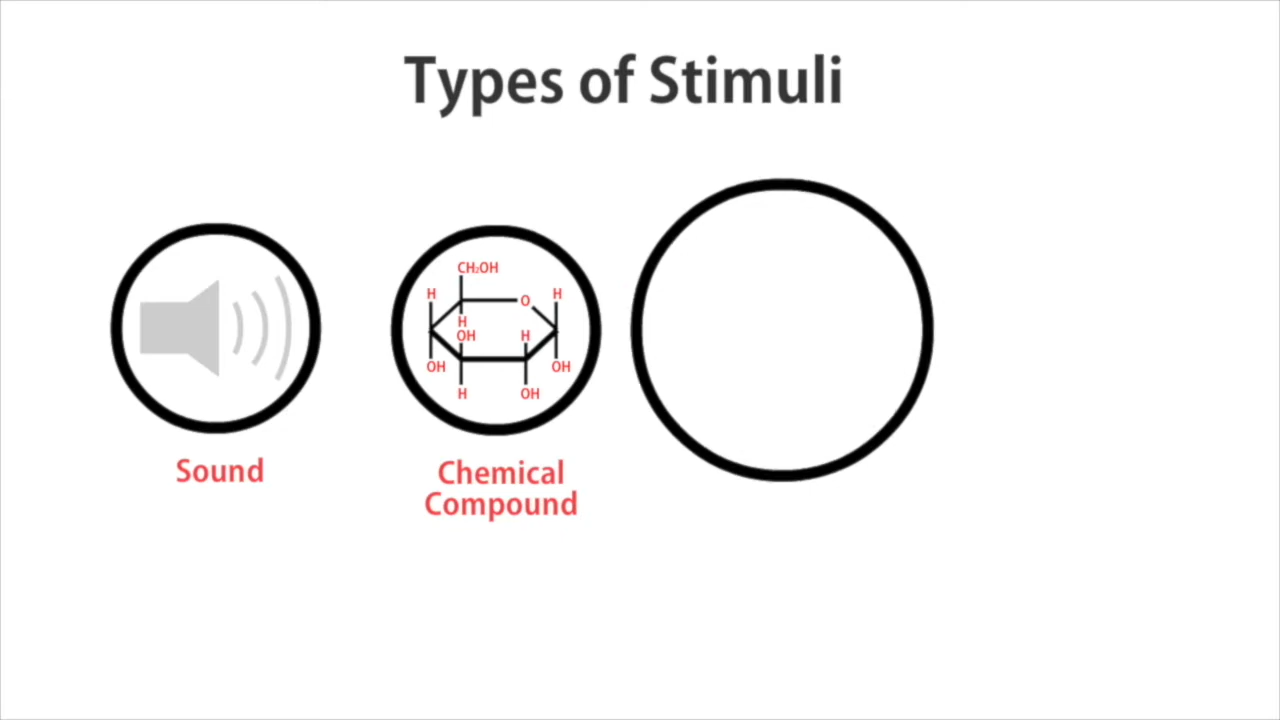 Types of Stimuli
CH₂OH
H
O
H
H
OH
H
OH
OH
H
OH
Sound
Chemical
Compound